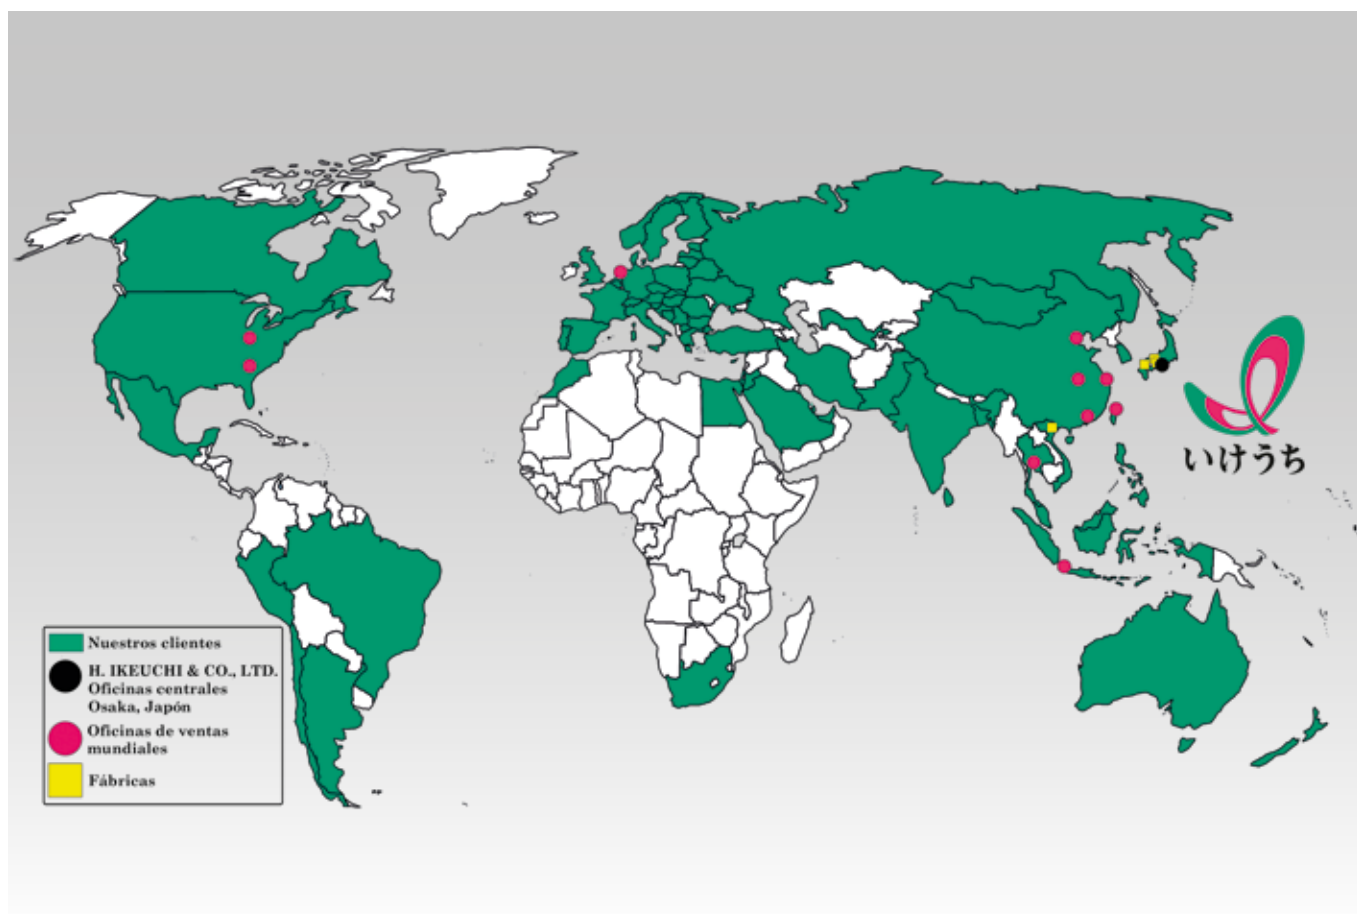 いけうち
Nuestros clientes
H. IKEUCHI & CO., LTD.
Oficinas centrales
Osaka, Japón
Oficinas de ventas
mundiales
Fábricas